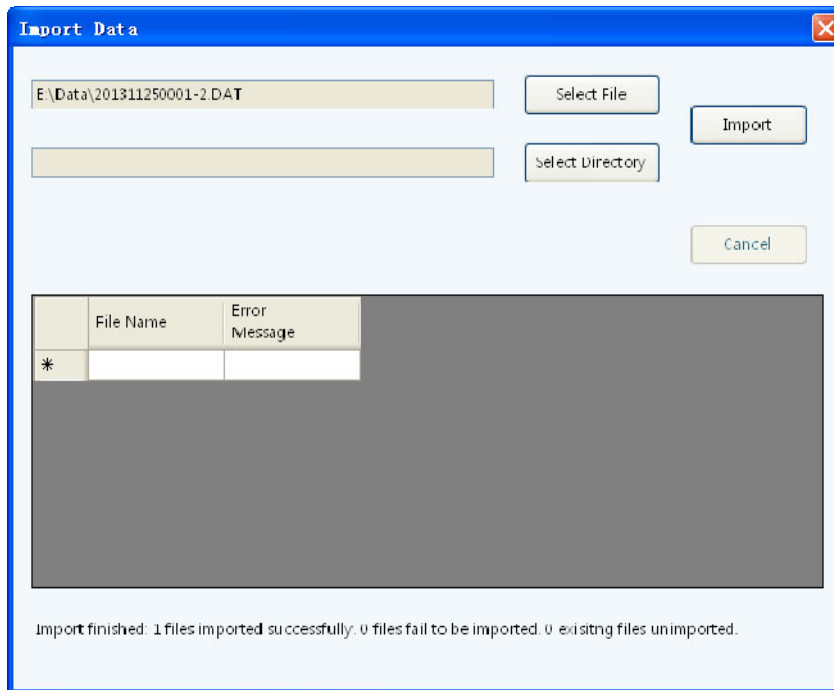 Import Data
E:\Data\201311250001-2.DAT
Select File
Import
Select Directory
Cancel
File Name
Error
Message
*
Import finished: 1 files imported successfully. 0 files fail to be imported. 0 exisitng files unimported.